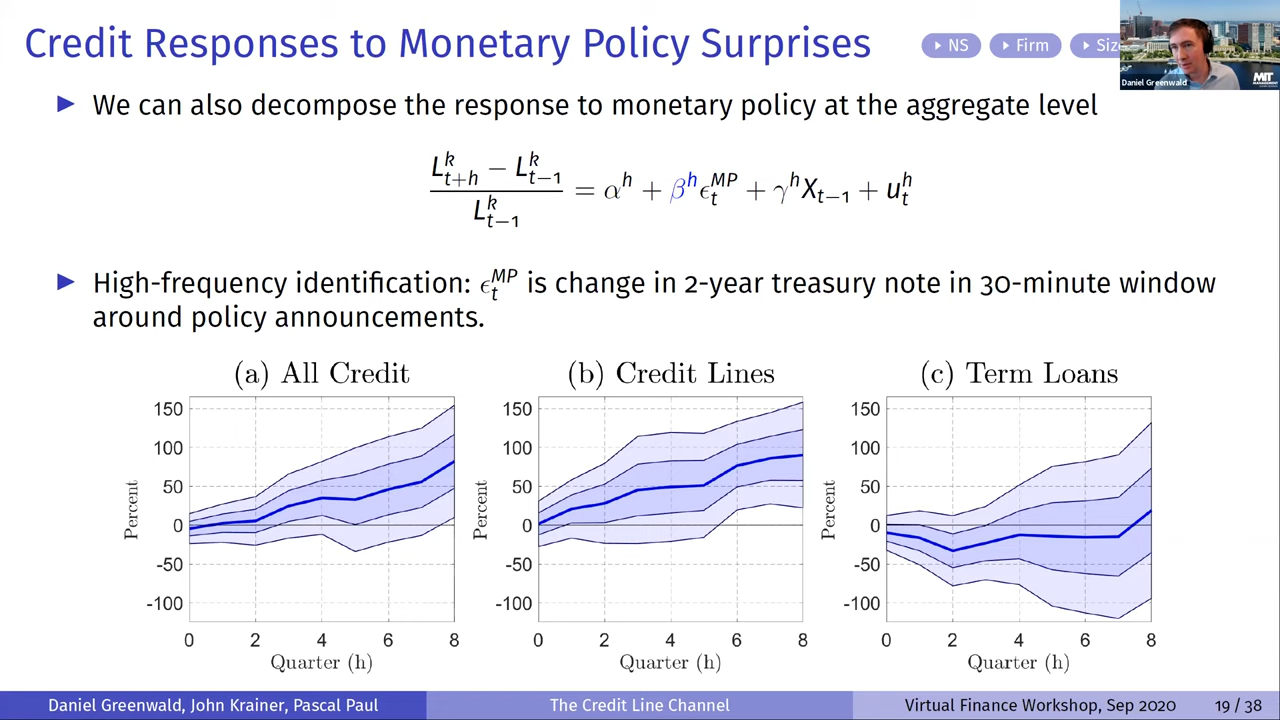 Credit Responses to Monetary Policy Surprises
▶ NS
▶ Firm
▶ Siz
Daniel Greenwald
MIT
MANAGEMENT
▶ We can also decompose the response to monetary policy at the aggregate level
(L^k_{t+h} − L^k_{t−1}) / L^k_{t−1} = α^h + β^h ϵ^{MP}_t + γ^h X_{t−1} + u^h_t
▶ High-frequency identification: ϵ^{MP}_t is change in 2-year treasury note in 30-minute window
around policy announcements.
(a) All Credit
150
100
50
0
-50
-100
Percent
0 2 4 6 8
Quarter (h)
(b) Credit Lines
150
100
50
0
-50
-100
Percent
0 2 4 6 8
Quarter (h)
(c) Term Loans
150
100
50
0
-50
-100
Percent
0 2 4 6 8
Quarter (h)
Daniel Greenwald, John Krainer, Pascal Paul
The Credit Line Channel
Virtual Finance Workshop, Sep 2020
19 / 38